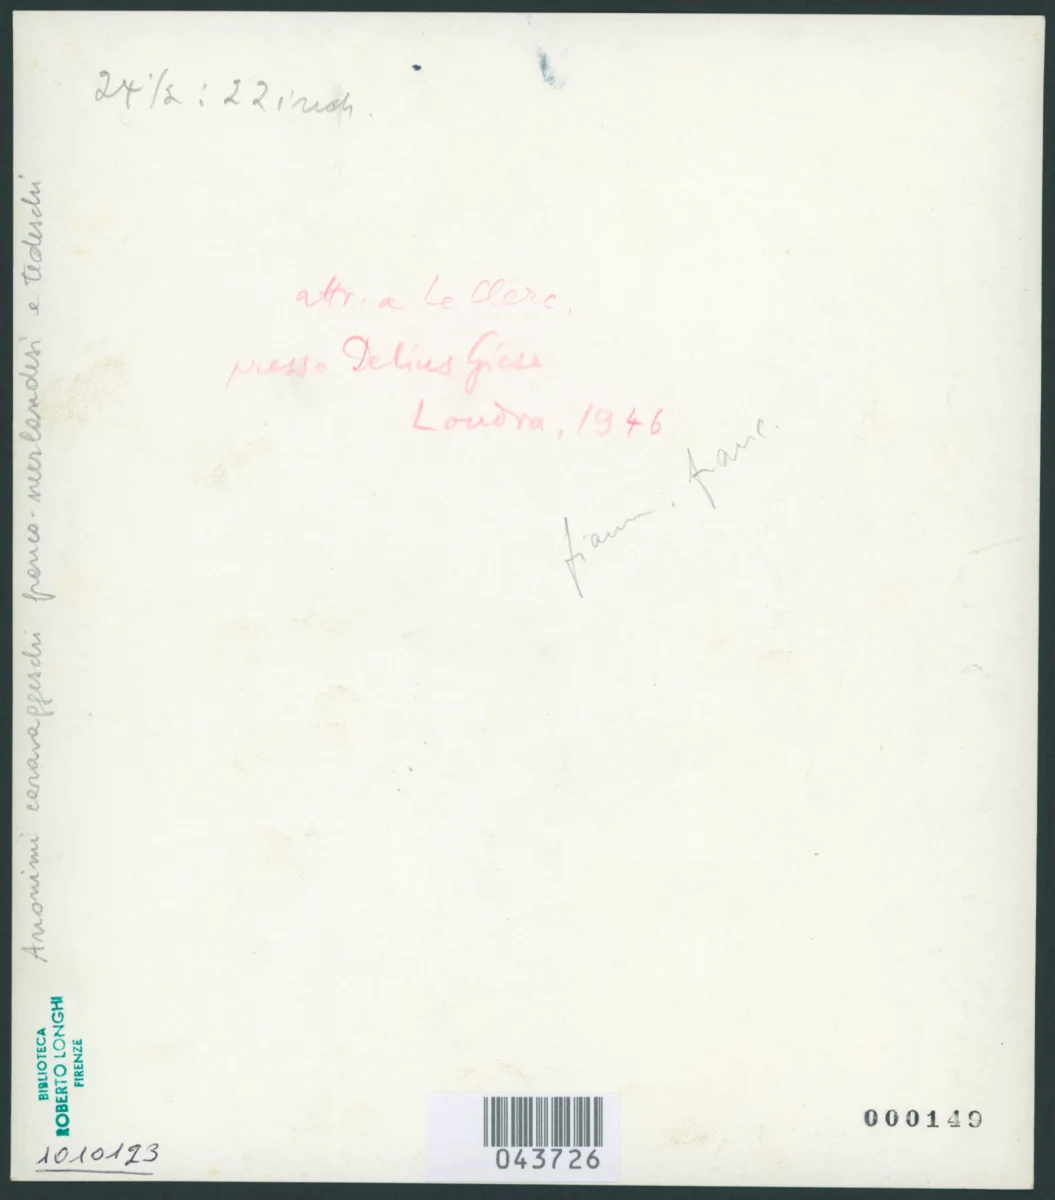 24 1/2 : 22 inch.
attr. a Le Clerc.
presso Delius Giese
Londra, 1946
fiamm. franc.
Anonimi caravaggeschi franco-neerlandesi e tedeschi
BIBLIOTECA
ROBERTO LONGHI
FIRENZE
1010123
043726
000149